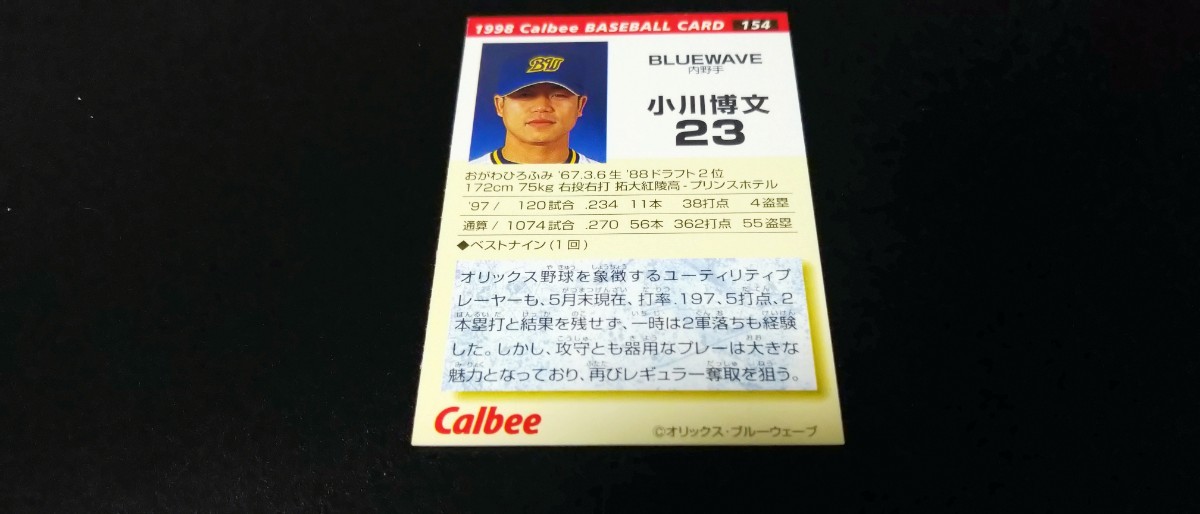 1998 Calbee BASEBALL CARD 154
BW
BLUEWAVE
内野手
小川博文
23
おがわひろふみ '67.3.6生 '88ドラフト2位
172cm 75kg 右投右打 拓大紅陵高-プリンスホテル
'97/ 120試合 .234 11本 38打点 4盗塁
通算/ 1074試合 .270 56本 362打点 55盗塁
◆ベストナイン(1回)
オリックス野球を象徴するユーティリティプ
レーヤーも、5月末現在、打率.197、5打点、2
本塁打と結果を残せず、一時は2軍落ちも経験
した。しかし、攻守とも器用なプレーは大きな
魅力となっており、再びレギュラー奪取を狙う。
Calbee
©オリックス・ブルーウェーブ